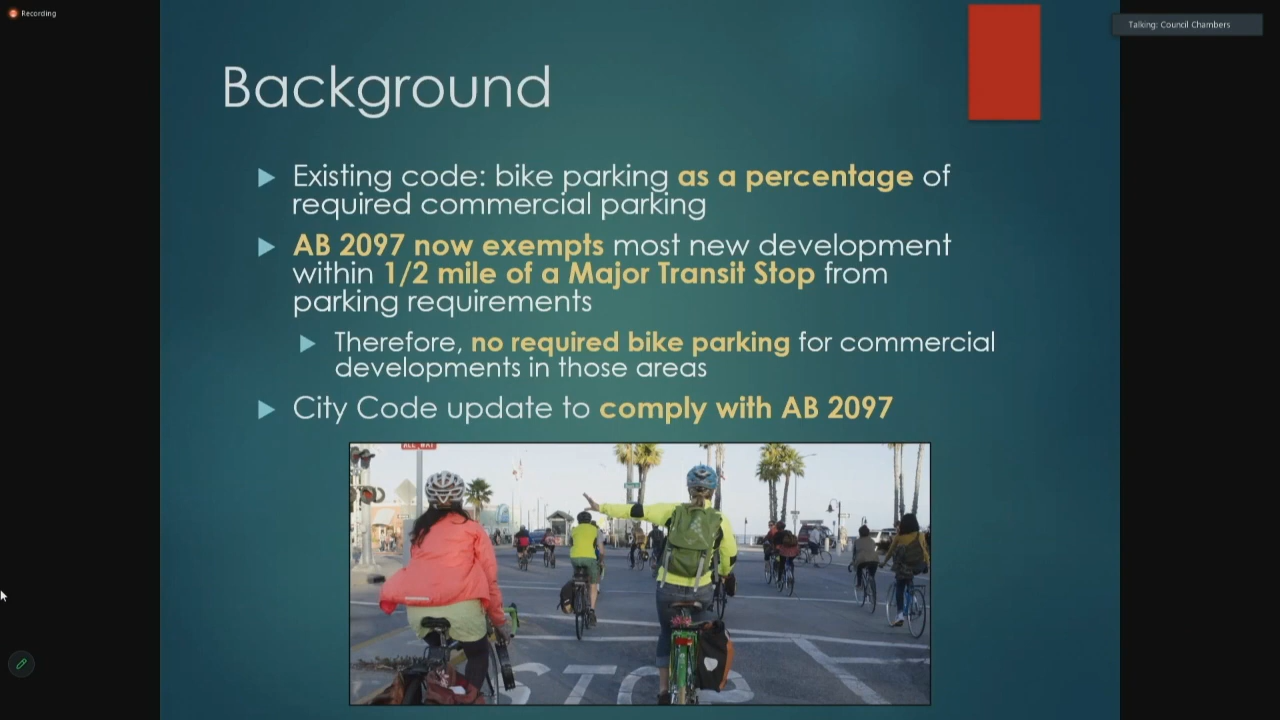 Recording
Talking: Council Chambers
Background
Existing code: bike parking as a percentage of
required commercial parking
AB 2097 now exempts most new development
within 1/2 mile of a Major Transit Stop from
parking requirements
Therefore, no required bike parking for commercial
developments in those areas
City Code update to comply with AB 2097
ALL WAY
STOP